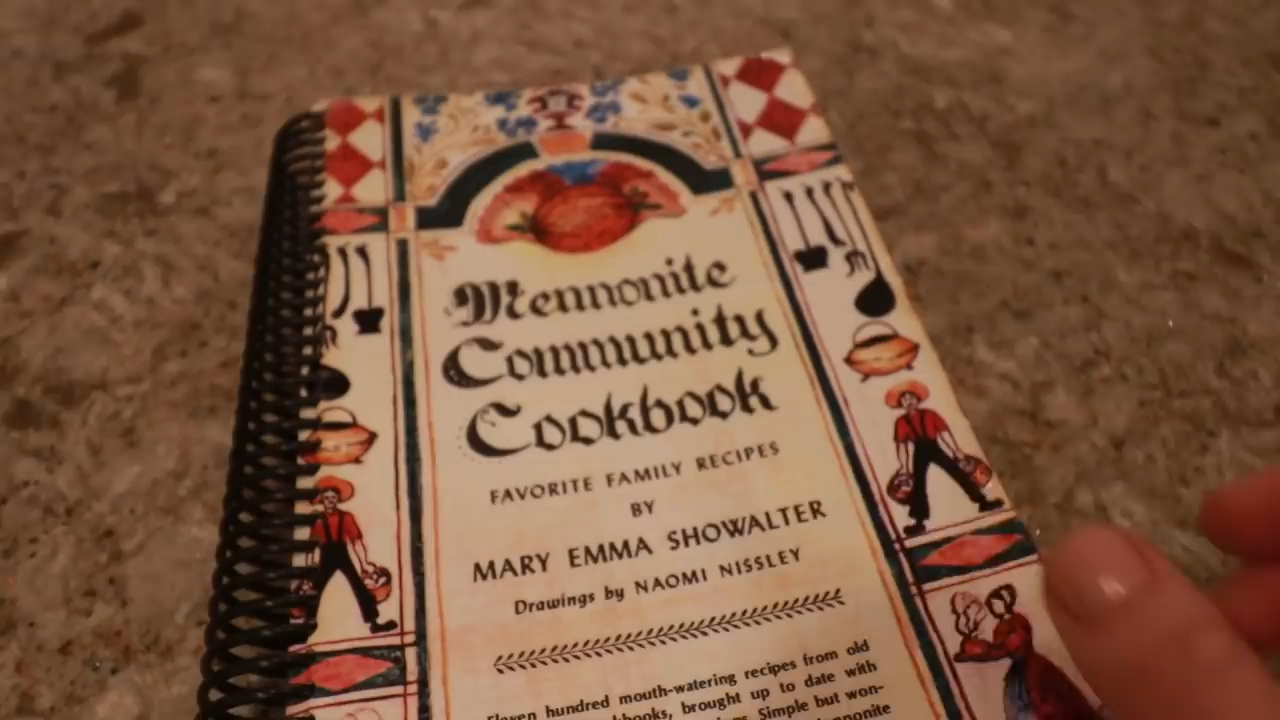 Mennonite
Community
Cookbook
FAVORITE FAMILY RECIPES
BY
MARY EMMA SHOWALTER
Drawings by NAOMI NISSLEY
Eleven hundred mouth-watering recipes from old
brought up to date with
Simple but won-